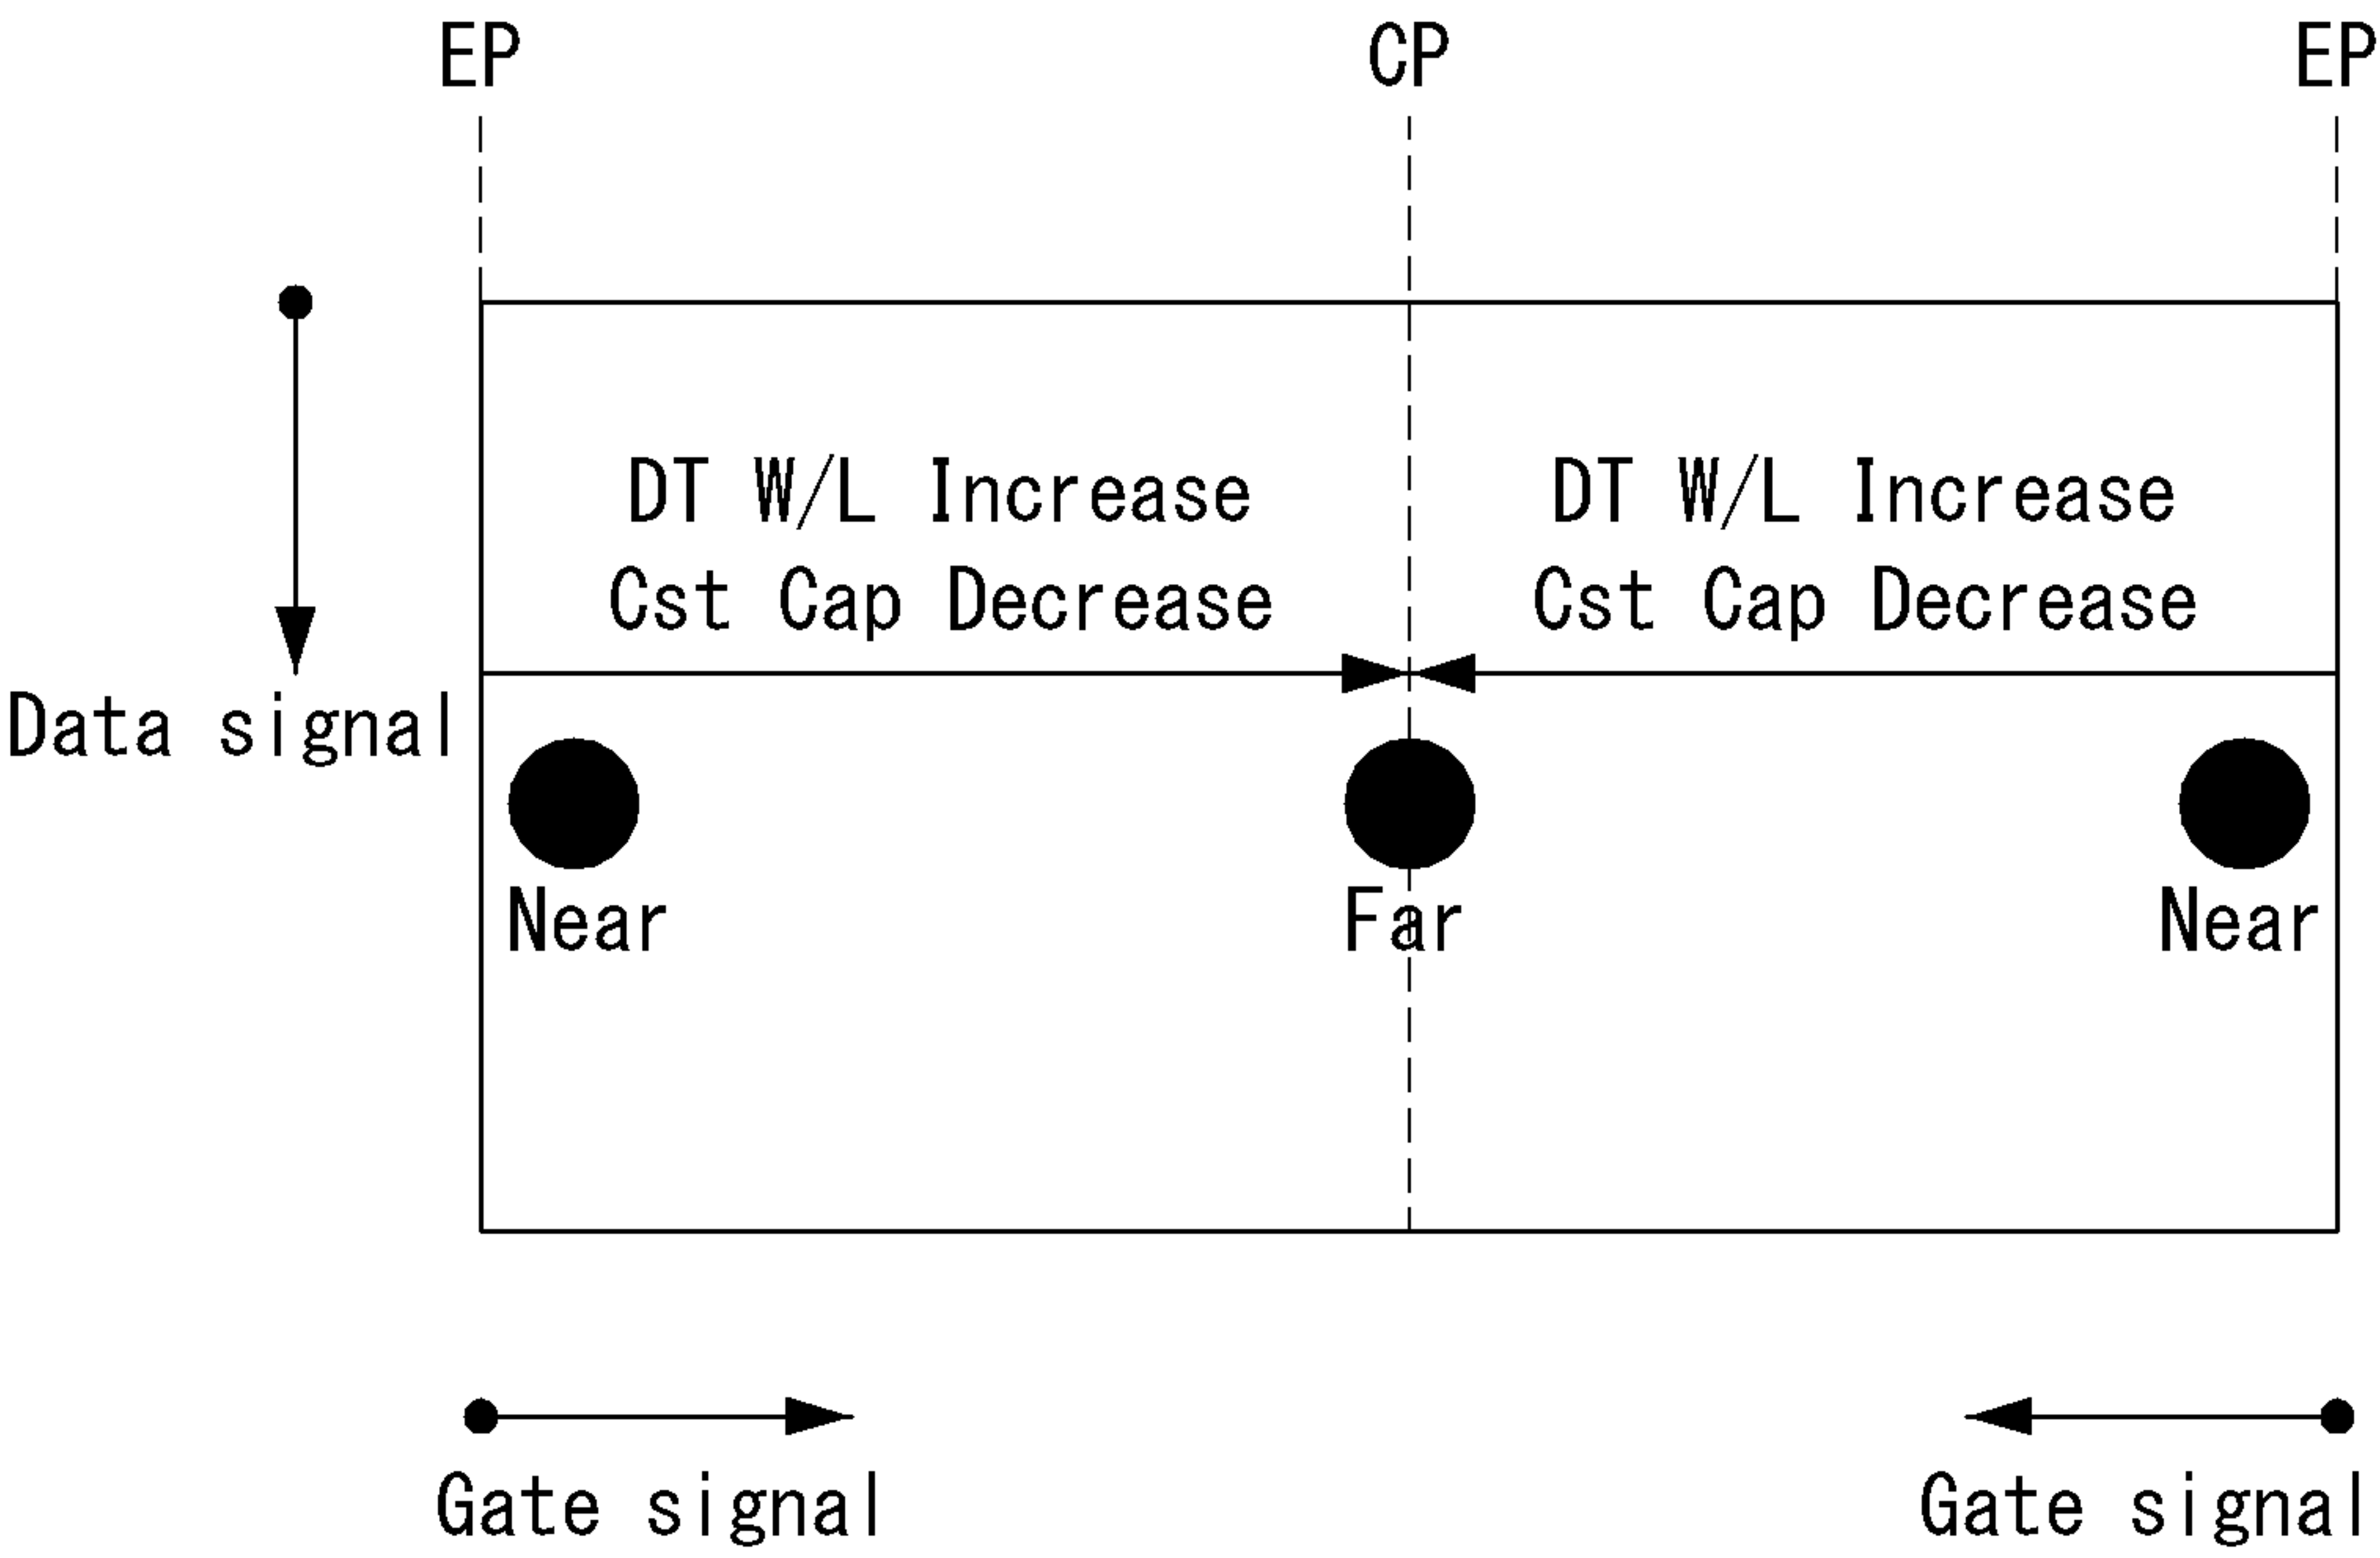 EP
CP
EP
DT W/L Increase
Cst Cap Decrease
DT W/L Increase
Cst Cap Decrease
Data signal
Near
Far
Near
Gate signal
Gate signal